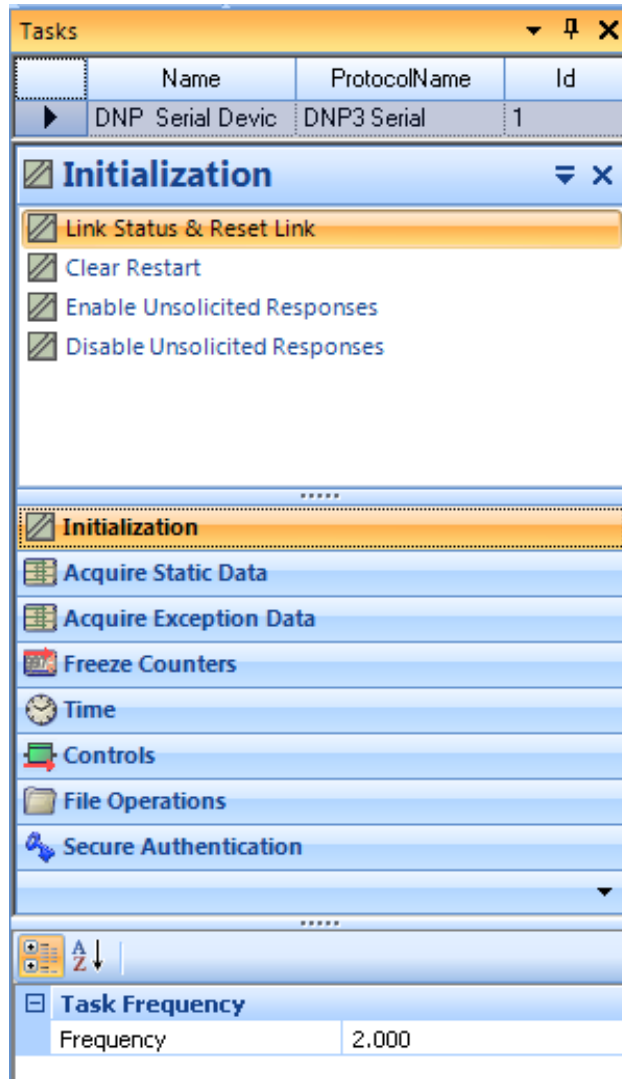 Tasks
Name ProtocolName Id
DNP Serial Devic DNP3 Serial 1
Initialization
Link Status & Reset Link
Clear Restart
Enable Unsolicited Responses
Disable Unsolicited Responses
Initialization
Acquire Static Data
Acquire Exception Data
Freeze Counters
Time
Controls
File Operations
Secure Authentication
A
Z
Task Frequency
Frequency 2.000